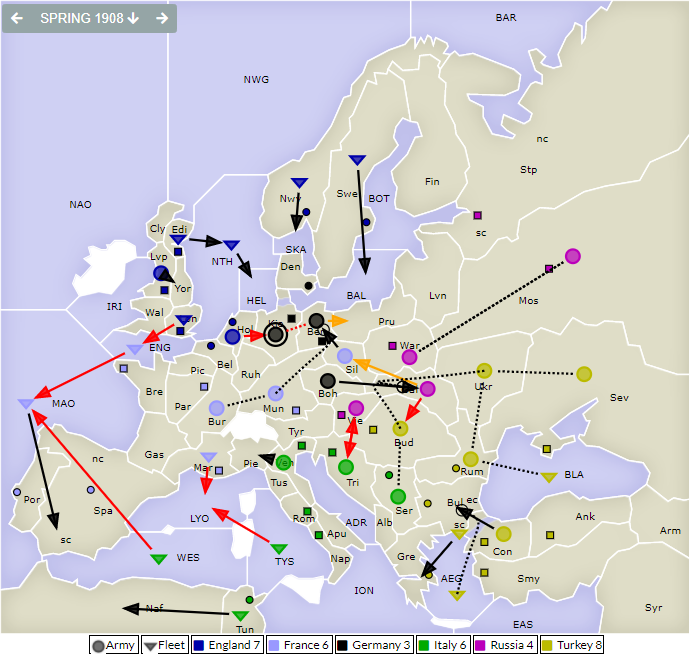 SPRING 1908
BAR
NWG
nc
Stp
Fin
Swe
BOT
Nwy
NAO
sc
Cly Edi
SKA
NTH
Lvp
Den
Mos
Yor
BAL
Lvn
HEL
IRI
Wal
Hol
Kie
Ber
Pru
ENG
War
Bel
Ruh
Sil
Pic
Boh
Ukr
Bre
Sev
MAO
Par
Mun
Bur
Vie
Tyr
Bud
Gas
nc
Mar
Pie
Ven
Tri
Rum
BLA
Tus
Por
Spa
Ser
Bul ec
LYO
Rom
ADR
Alb
sc
Ank
Arm
sc
Apu
Con
WES
TYS
Nap
Gre
AEG
Smy
ION
Naf
Syr
Tun
EAS
Army Fleet England 7 France 6 Germany 3 Italy 6 Russia 4 Turkey 8